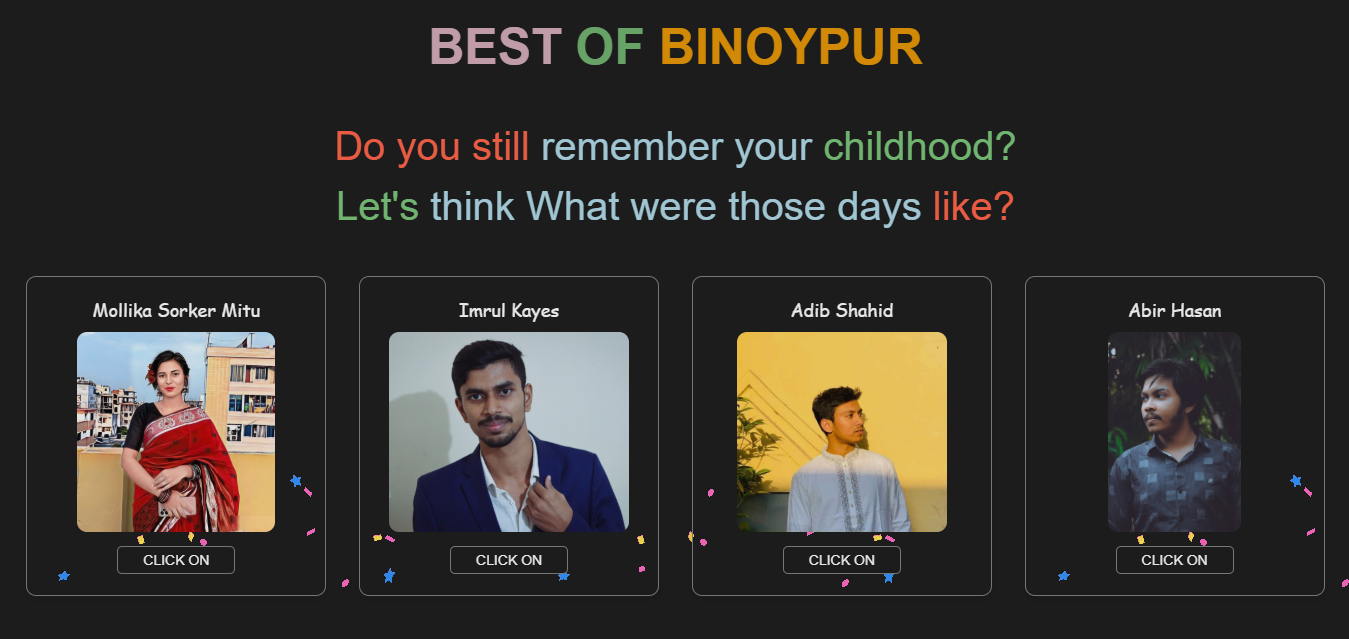 BEST OF BINOYPUR
Do you still remember your childhood?
Let's think What were those days like?
Mollika Sorker Mitu
CLICK ON
Imrul Kayes
CLICK ON
Adib Shahid
CLICK ON
Abir Hasan
CLICK ON